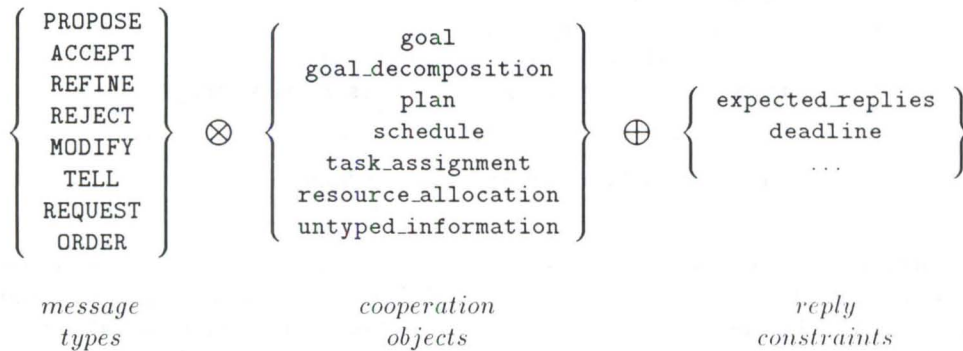 PROPOSE
ACCEPT
REFINE
REJECT
MODIFY
TELL
REQUEST
ORDER
⊗
goal
goal_decomposition
plan
schedule
task_assignment
resource_allocation
untyped_information
⊕
expected_replies
deadline
...
message
types
cooperation
objects
reply
constraints